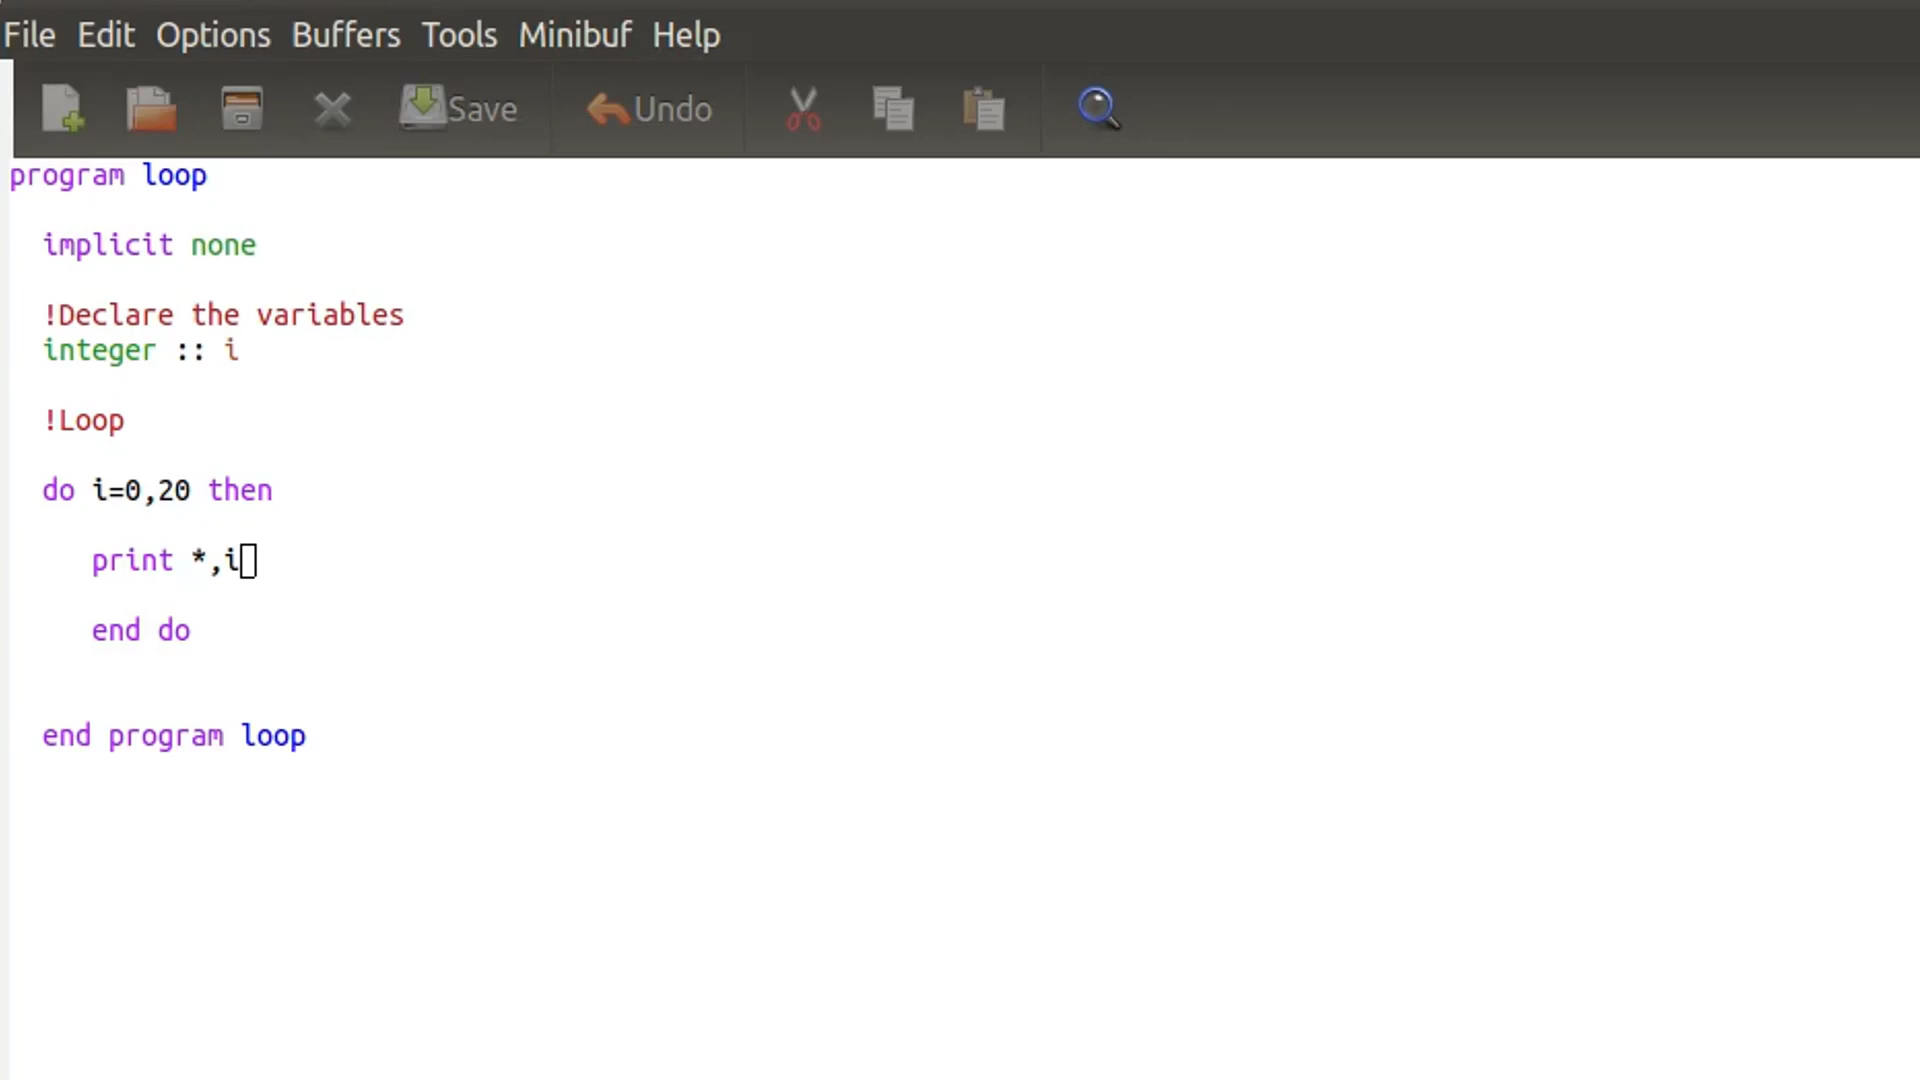 File Edit Options Buffers Tools Minibuf Help
Save Undo
program loop
implicit none
!Declare the variables
integer :: i
!Loop
do i=0,20 then
print *,i
end do
end program loop